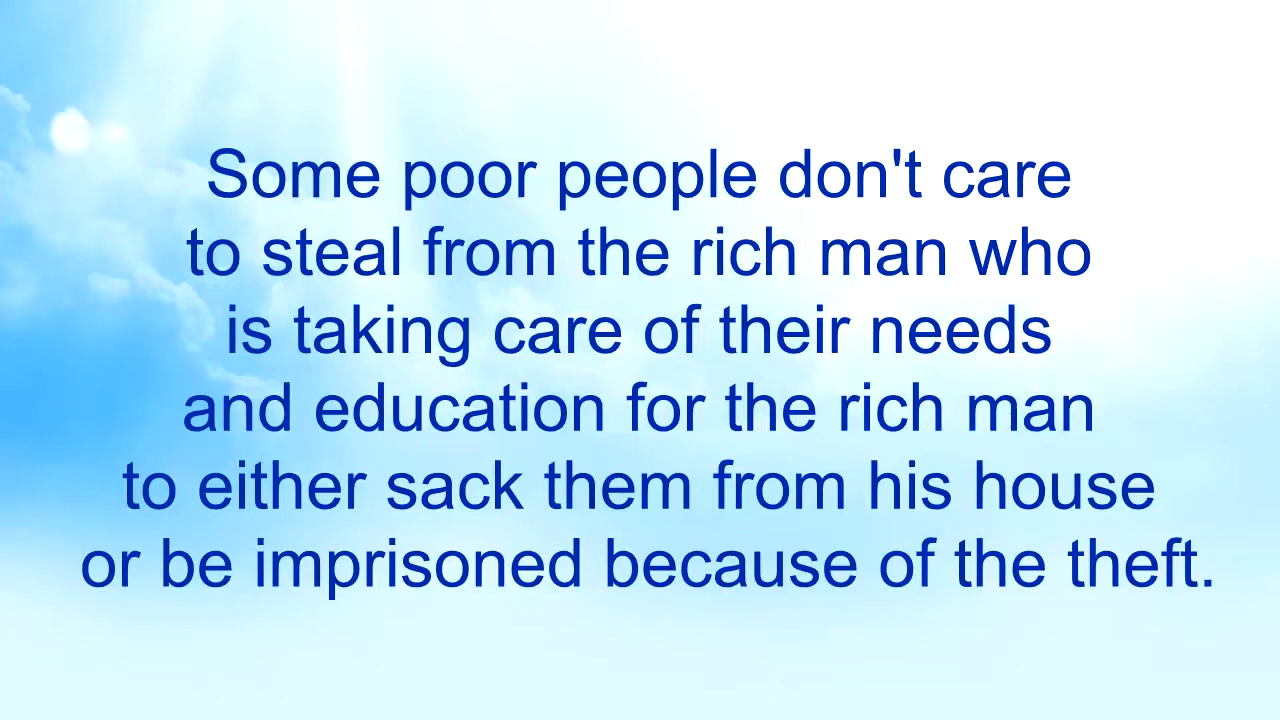 Some poor people don't care
to steal from the rich man who
is taking care of their needs
and education for the rich man
to either sack them from his house
or be imprisoned because of the theft.